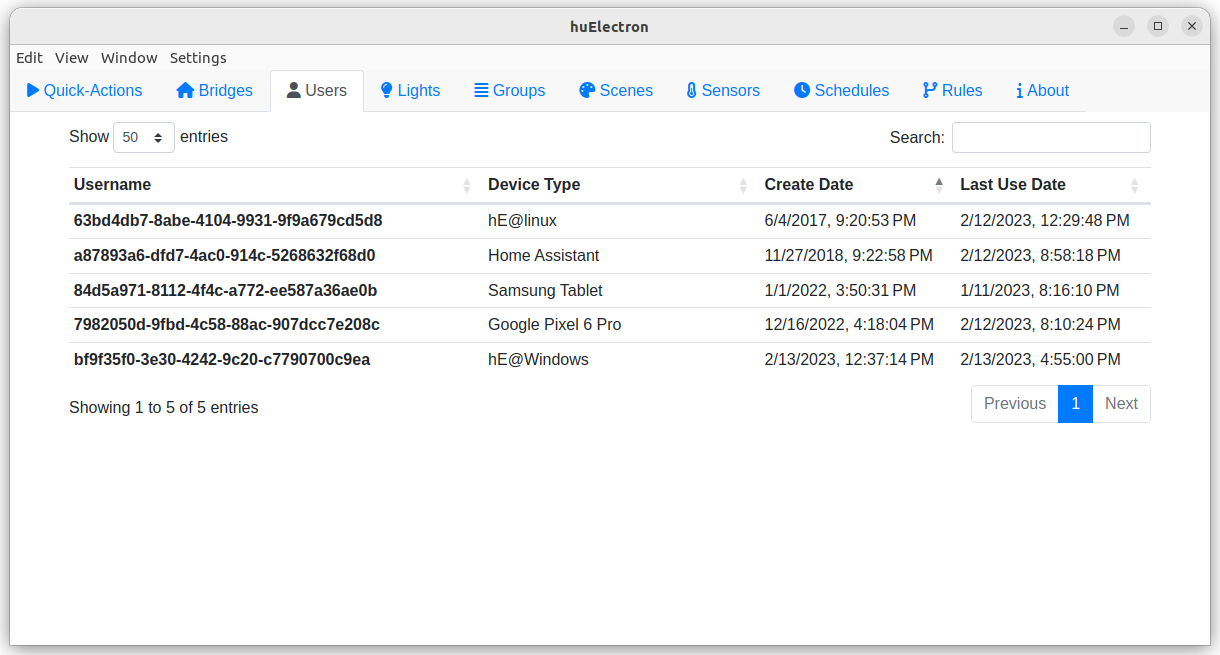 huElectron
Edit View Window Settings
Quick-Actions Bridges Users Lights Groups Scenes Sensors Schedules Rules About
Show 50 entries Search:
Username Device Type Create Date Last Use Date
63bd4db7-8abe-4104-9931-9f9a679cd5d8 hE@linux 6/4/2017, 9:20:53 PM 2/12/2023, 12:29:48 PM
a87893a6-dfd7-4ac0-914c-5268632f68d0 Home Assistant 11/27/2018, 9:22:58 PM 2/12/2023, 8:58:18 PM
84d5a971-8112-4f4c-a772-ee587a36ae0b Samsung Tablet 1/1/2022, 3:50:31 PM 1/11/2023, 8:16:10 PM
7982050d-9fbd-4c58-88ac-907dcc7e208c Google Pixel 6 Pro 12/16/2022, 4:18:04 PM 2/12/2023, 8:10:24 PM
bf9f35f0-3e30-4242-9c20-c7790700c9ea hE@Windows 2/13/2023, 12:37:14 PM 2/13/2023, 4:55:00 PM
Showing 1 to 5 of 5 entries Previous 1 Next